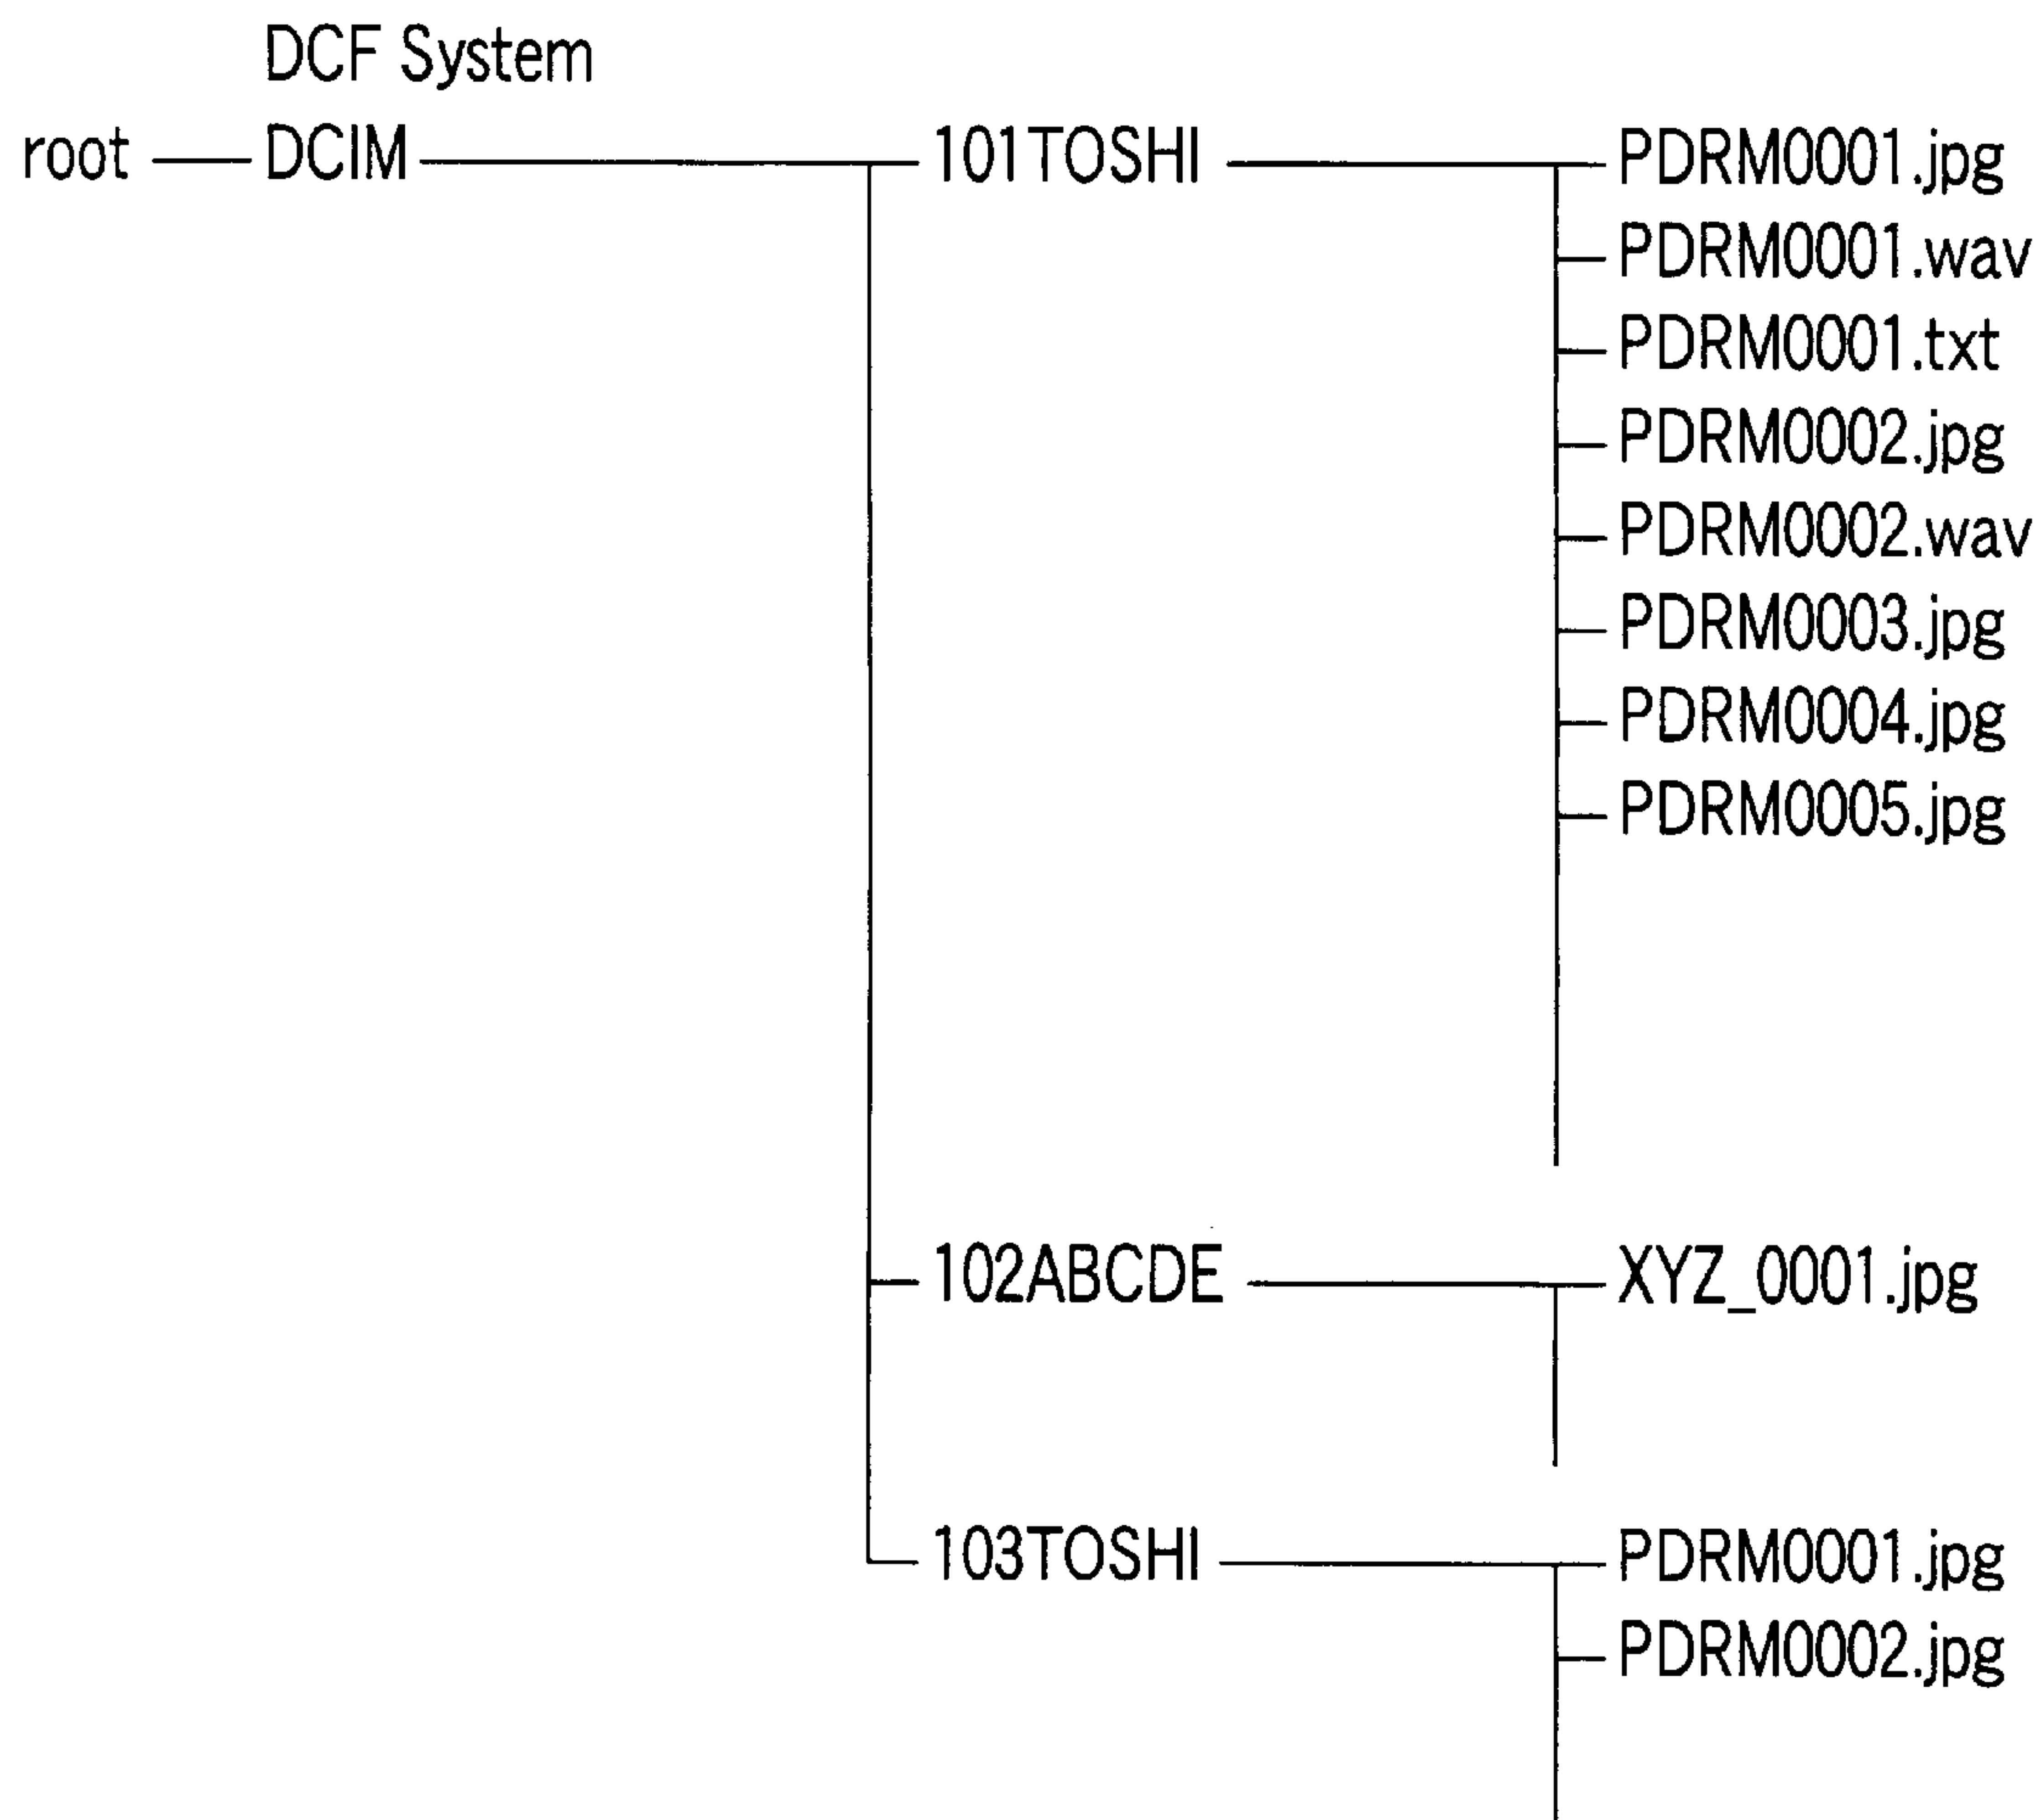 DCF System
root DCIM 101TOSHI PDRM0001.jpg
PDRM0001.wav
PDRM0001.txt
PDRM0002.jpg
PDRM0002.wav
PDRM0003.jpg
PDRM0004.jpg
PDRM0005.jpg
102ABCDE XYZ_0001.jpg
103TOSHI PDRM0001.jpg
PDRM0002.jpg